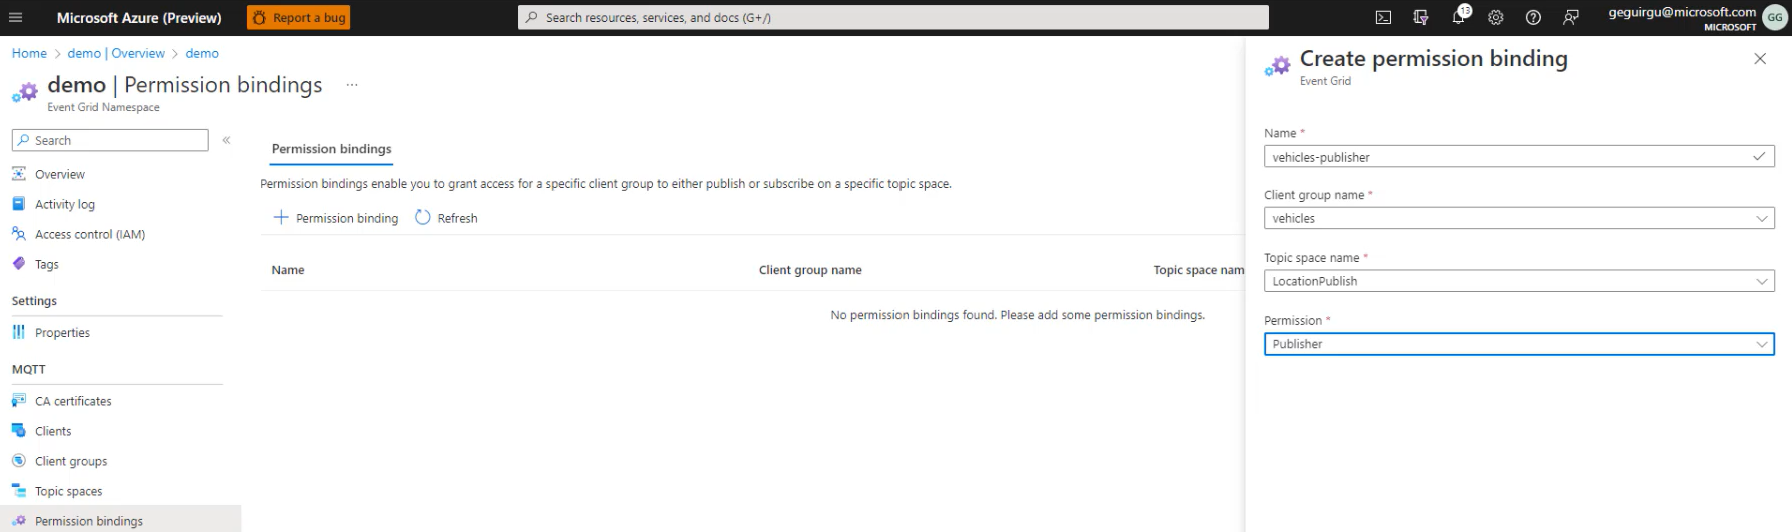 Microsoft Azure (Preview)
Report a bug
Search resources, services, and docs (G+/)
13
geguirgu@microsoft.com
MICROSOFT
GG
Home > demo | Overview > demo
demo | Permission bindings ...
Event Grid Namespace
Search
«
Overview
Activity log
Access control (IAM)
Tags
Settings
Properties
MQTT
CA certificates
Clients
Client groups
Topic spaces
Permission bindings
Permission bindings
Permission bindings enable you to grant access for a specific client group to either publish or subscribe on a specific topic space.
+ Permission binding
Refresh
Name Client group name Topic space nam
No permission bindings found. Please add some permission bindings.
Create permission binding
Event Grid
Name *
vehicles-publisher
Client group name *
vehicles
Topic space name *
LocationPublish
Permission *
Publisher